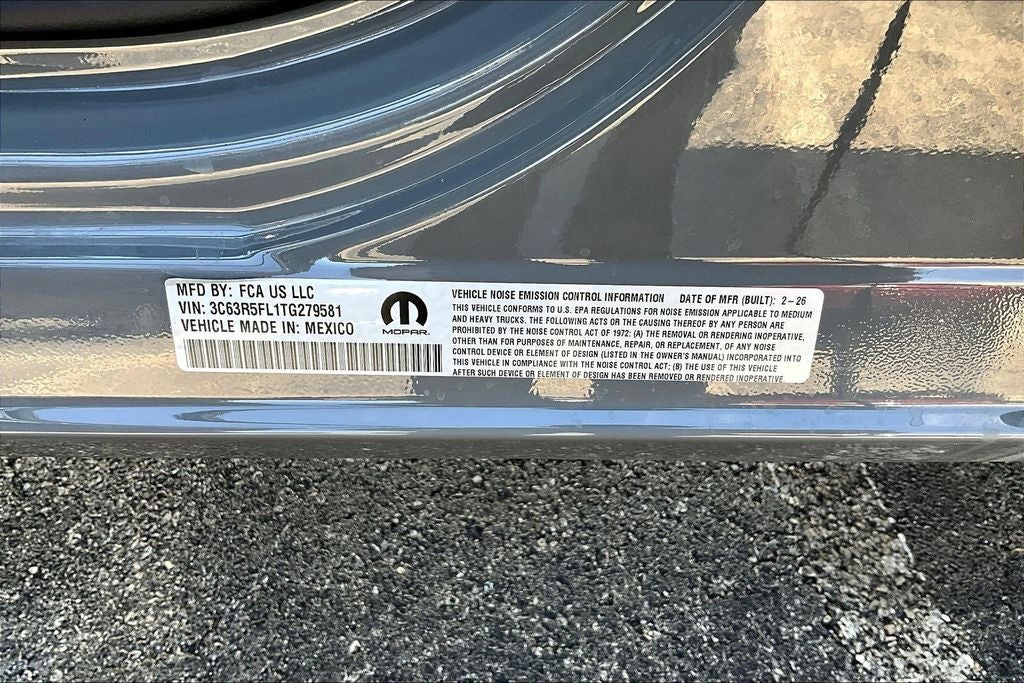 MFD BY: FCA US LLC
VIN: 3C63R5FL1TG279581
VEHICLE MADE IN: MEXICO
MOPAR
VEHICLE NOISE EMISSION CONTROL INFORMATION DATE OF MFR (BUILT): 2-26
THIS VEHICLE CONFORMS TO U.S. EPA REGULATIONS FOR NOISE EMISSION APPLICABLE TO MEDIUM
AND HEAVY TRUCKS. THE FOLLOWING ACTS OR THE CAUSING THEREOF BY ANY PERSON
ARE PROHIBITED BY THE NOISE CONTROL ACT OF 1972: (A) THE REMOVAL OR RENDERING INOPERATIVE,
OTHER THAN FOR PURPOSES OF MAINTENANCE, REPAIR, OR REPLACEMENT, OF ANY NOISE
CONTROL DEVICE OR ELEMENT OF DESIGN (LISTED IN THE OWNER'S MANUAL) INCORPORATED INTO
THIS VEHICLE IN COMPLIANCE WITH THE NOISE CONTROL ACT; (B) THE USE OF THIS VEHICLE
AFTER SUCH DEVICE OR ELEMENT OF DESIGN HAS BEEN REMOVED OR RENDERED INOPERATIVE